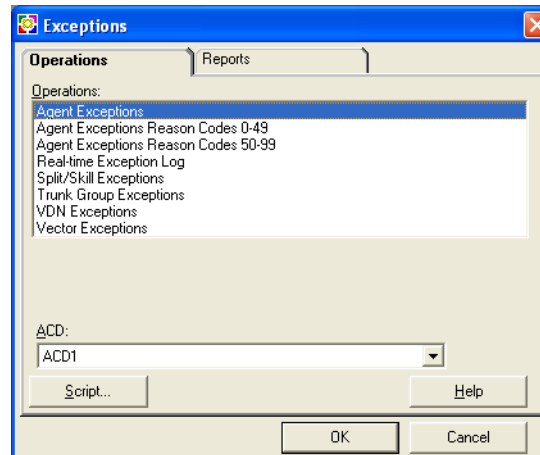 Exceptions
Operations Reports
Operations:
Agent Exceptions
Agent Exceptions Reason Codes 0-49
Agent Exceptions Reason Codes 50-99
Real-time Exception Log
Split/Skill Exceptions
Trunk Group Exceptions
VDN Exceptions
Vector Exceptions
ACD:
ACD1
Script... Help
OK Cancel